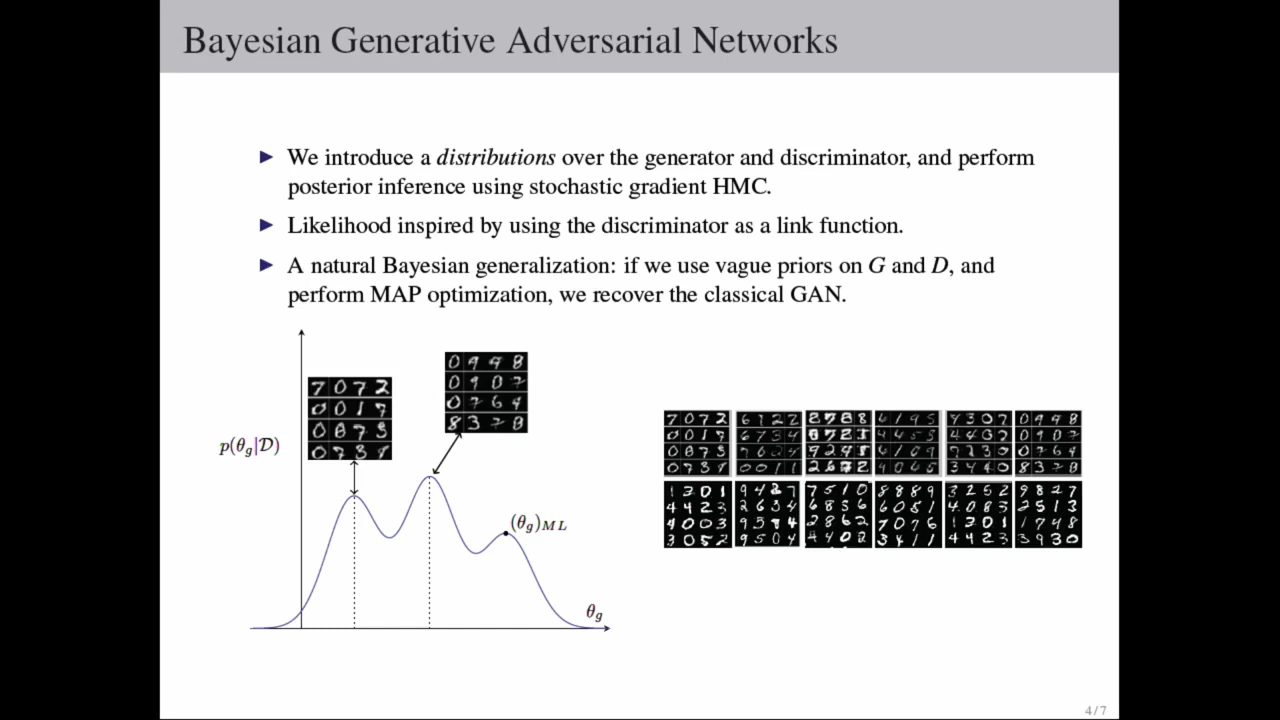 Bayesian Generative Adversarial Networks
► We introduce a distributions over the generator and discriminator, and perform
posterior inference using stochastic gradient HMC.
► Likelihood inspired by using the discriminator as a link function.
► A natural Bayesian generalization: if we use vague priors on G and D, and
perform MAP optimization, we recover the classical GAN.
p(θg|D)
(θg)ML
θg
4/7